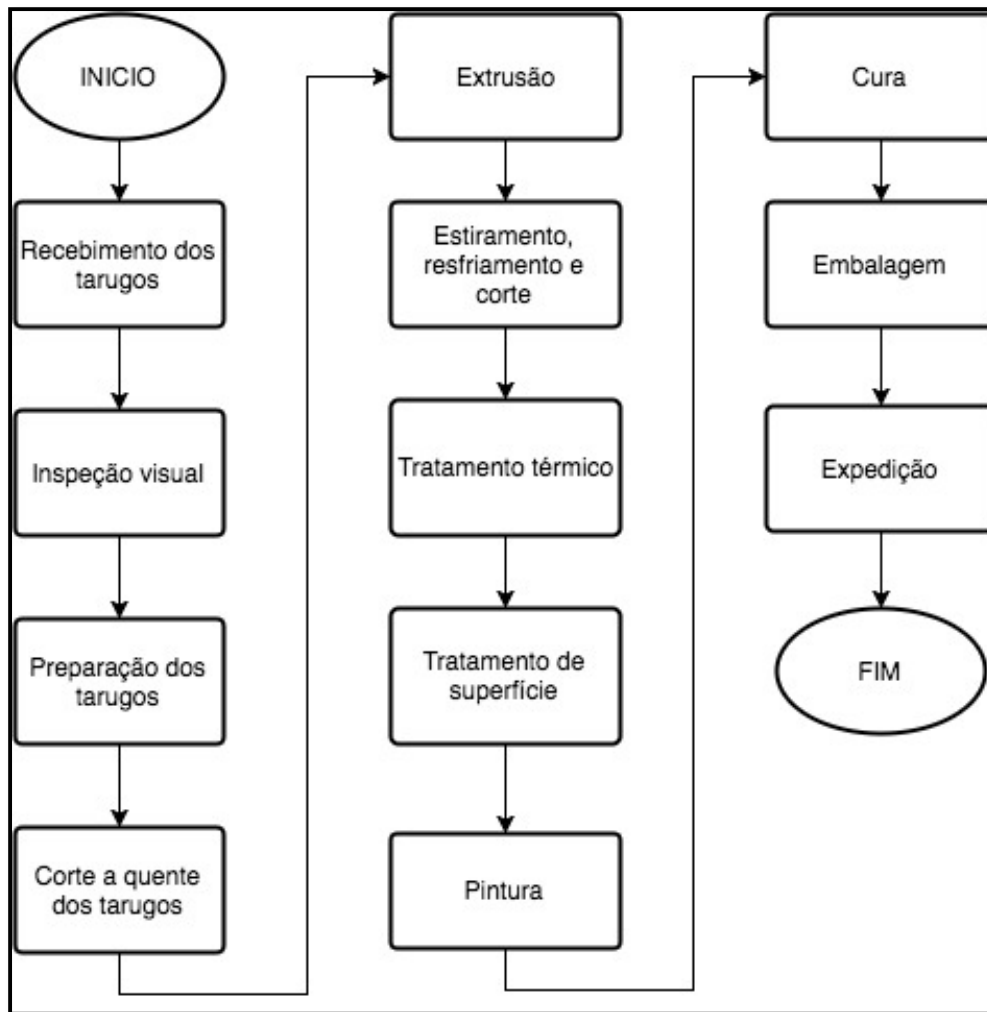 INICIO
Recebimento dos
tarugos
Inspeção visual
Preparação dos
tarugos
Corte a quente
dos tarugos
Extrusão
Estiramento,
resfriamento e
corte
Tratamento térmico
Tratamento de
superfície
Pintura
Cura
Embalagem
Expedição
FIM